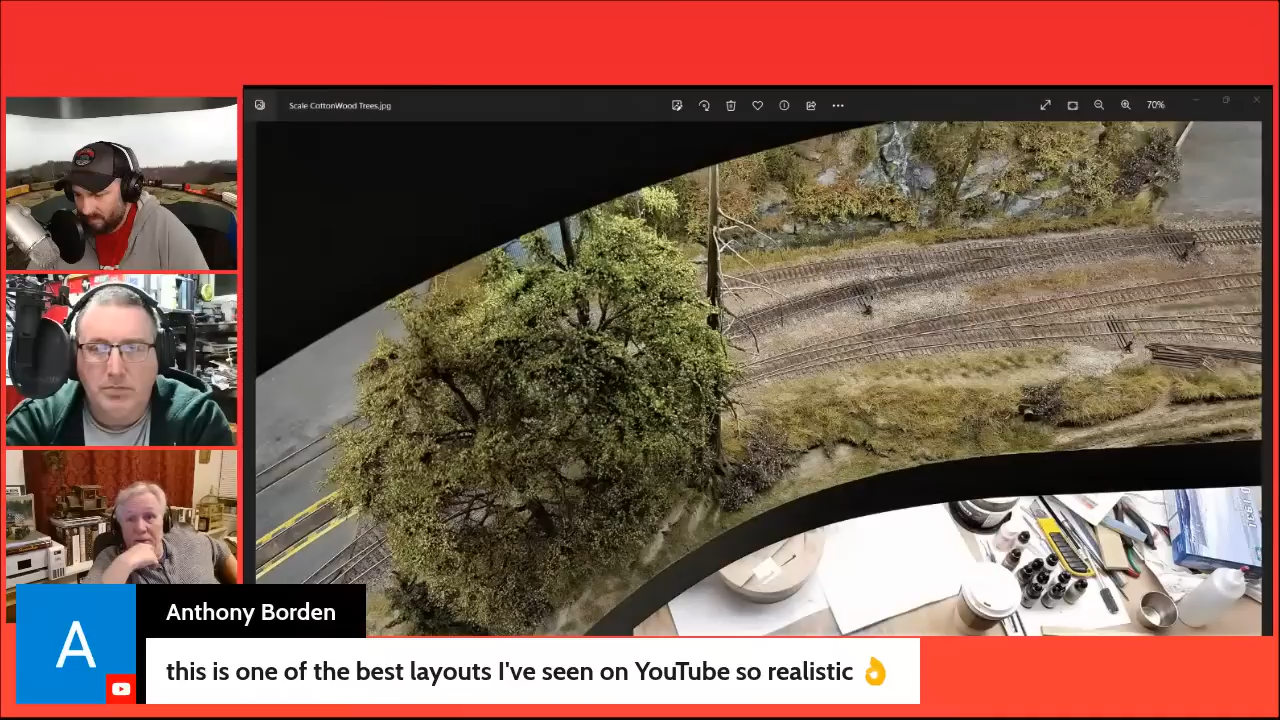 Scale CottonWood Trees.jpg
70%
Anthony Borden
A
this is one of the best layouts I've seen on YouTube so realistic 👌